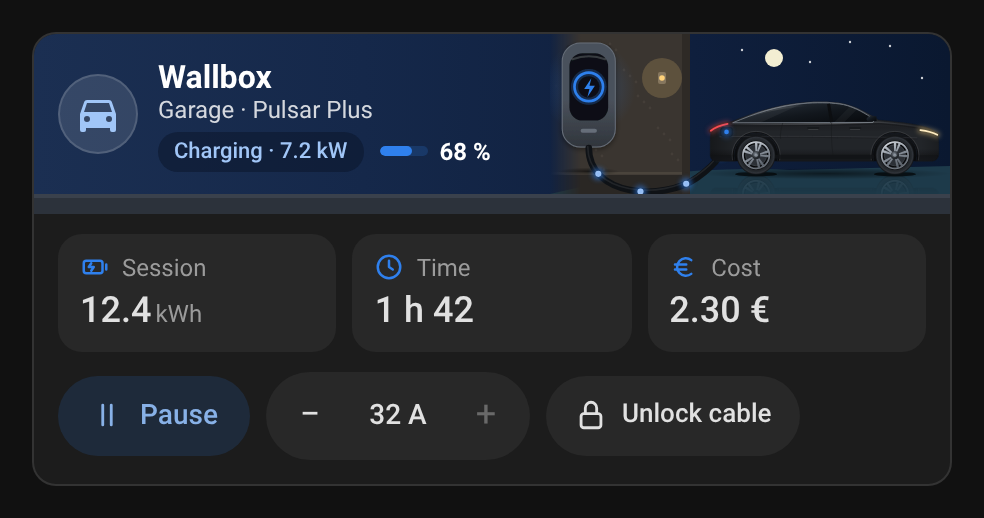 Wallbox
Garage · Pulsar Plus
Charging · 7.2 kW
68 %
Session
12.4 kWh
Time
1 h 42
Cost
2.30 €
Pause
− 32 A +
Unlock cable